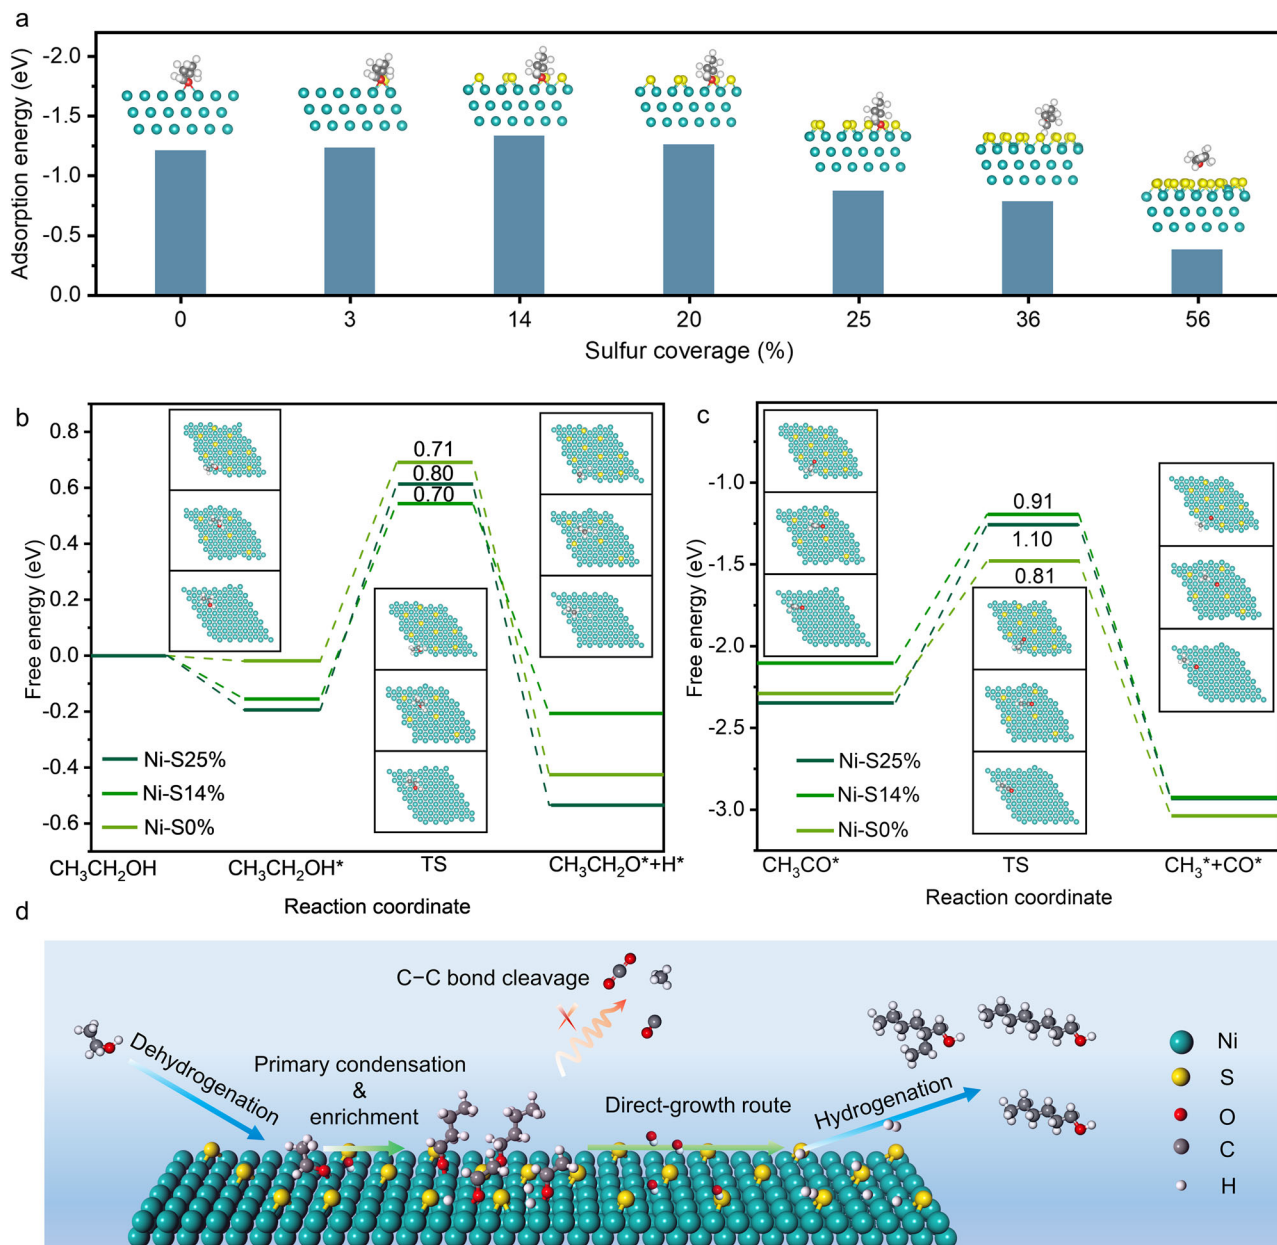 a
Adsorption energy (eV)
-2.0
-1.5
-1.0
-0.5
0.0
0
3
14
20
25
36
56
Sulfur coverage (%)
b
Free energy (eV)
0.8
0.6
0.4
0.2
0.0
-0.2
-0.4
-0.6
0.71
0.80
0.70
Ni-S25%
Ni-S14%
Ni-S0%
CH₃CH₂OH
CH₃CH₂OH*
TS
CH₃CH₂O*+H*
Reaction coordinate
c
Free energy (eV)
-1.0
-1.5
-2.0
-2.5
-3.0
0.91
1.10
0.81
Ni-S25%
Ni-S14%
Ni-S0%
CH₃CO*
TS
CH₃*+CO*
Reaction coordinate
d
C−C bond cleavage
Dehydrogenation
Primary condensation
&
enrichment
Direct-growth route
Hydrogenation
Ni
S
O
C
H